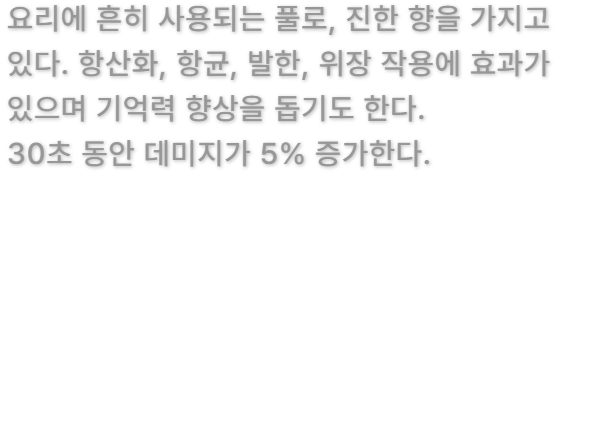 요리에 흔히 사용되는 풀로, 진한 향을 가지고
있다. 항산화, 항균, 발한, 위장 작용에 효과가
있으며 기억력 향상을 돕기도 한다.
30초 동안 데미지가 5% 증가한다.